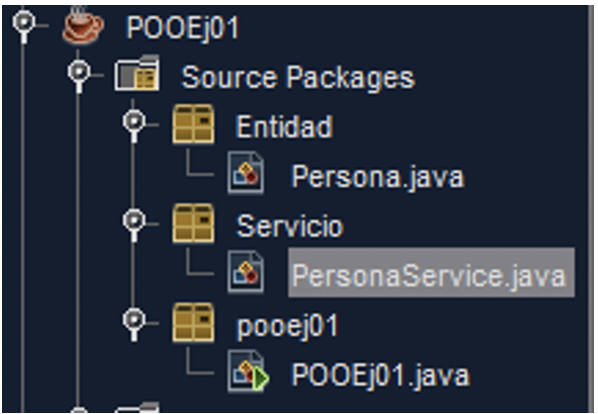 POOEj01
Source Packages
Entidad
Persona.java
Servicio
PersonaService.java
pooej01
POOEj01.java